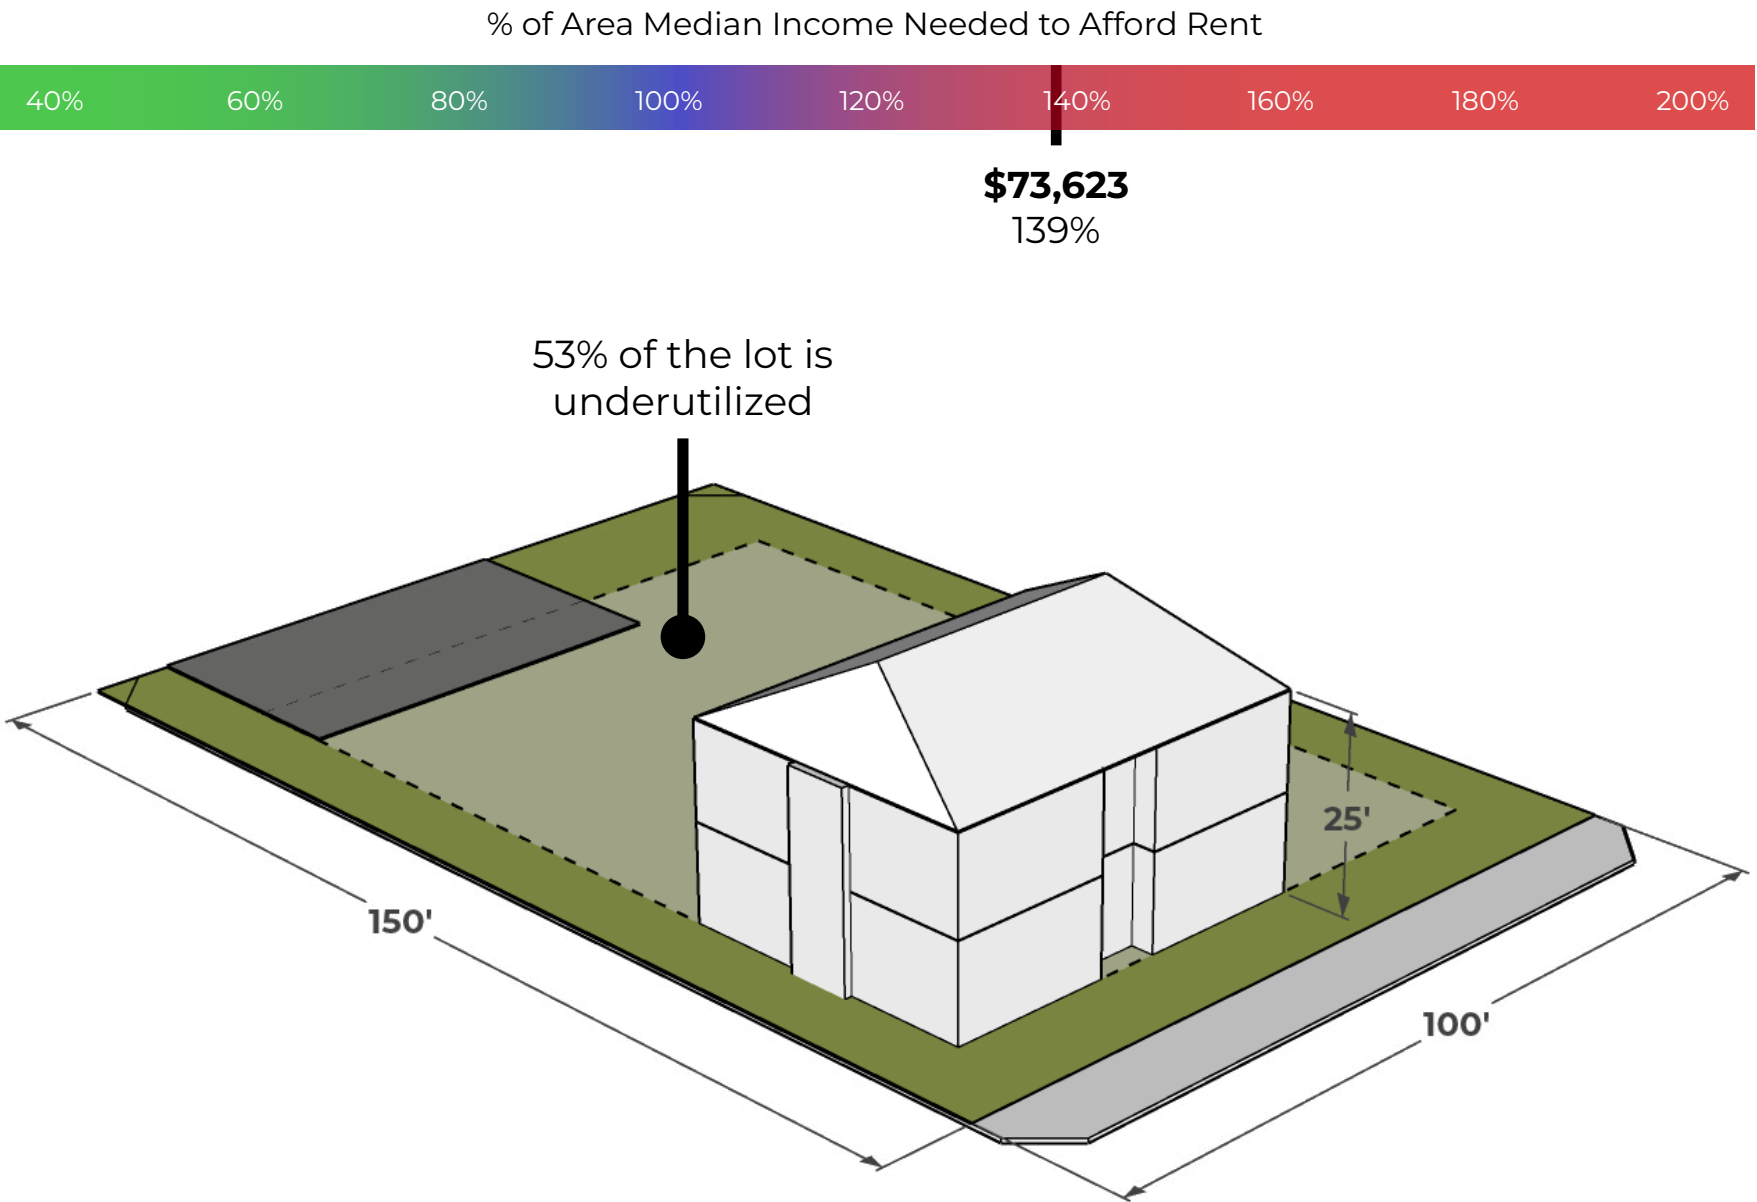 % of Area Median Income Needed to Afford Rent
40% 60% 80% 100% 120% 140% 160% 180% 200%
$73,623
139%
53% of the lot is
underutilized
25'
150'
100'